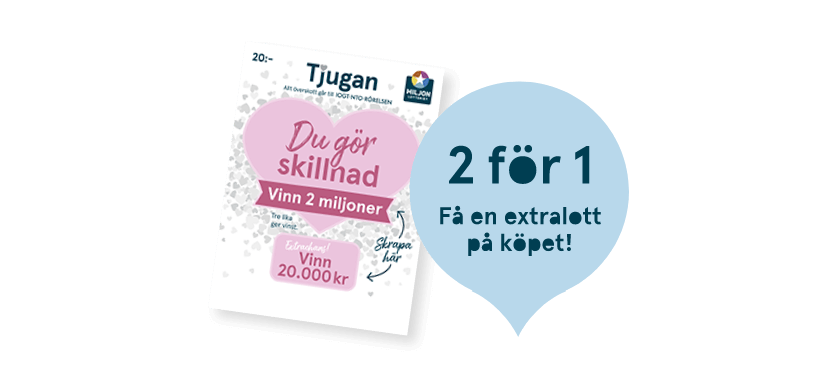 20:-
Tjugan
Allt överskott går till IOGT-NTO-RÖRELSEN
MILJON
LOTTERIET
Du gör
skillnad
Vinn 2 miljoner
Tre lika
ger vinst.
Skrapa
här
Extrachans!
Vinn
20.000 kr
2 för 1
Få en extralott
på köpet!